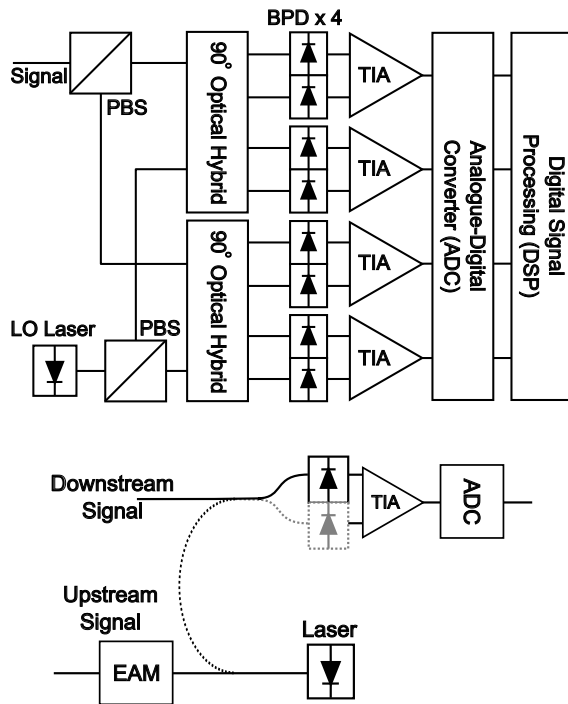 BPD x 4
Signal
PBS
90° Optical Hybrid
TIA
TIA
Analogue-Digital
Converter (ADC)
Digital Signal
Processing (DSP)
90° Optical Hybrid
TIA
TIA
LO Laser
PBS
Downstream
Signal
TIA
ADC
Upstream
Signal
EAM
Laser